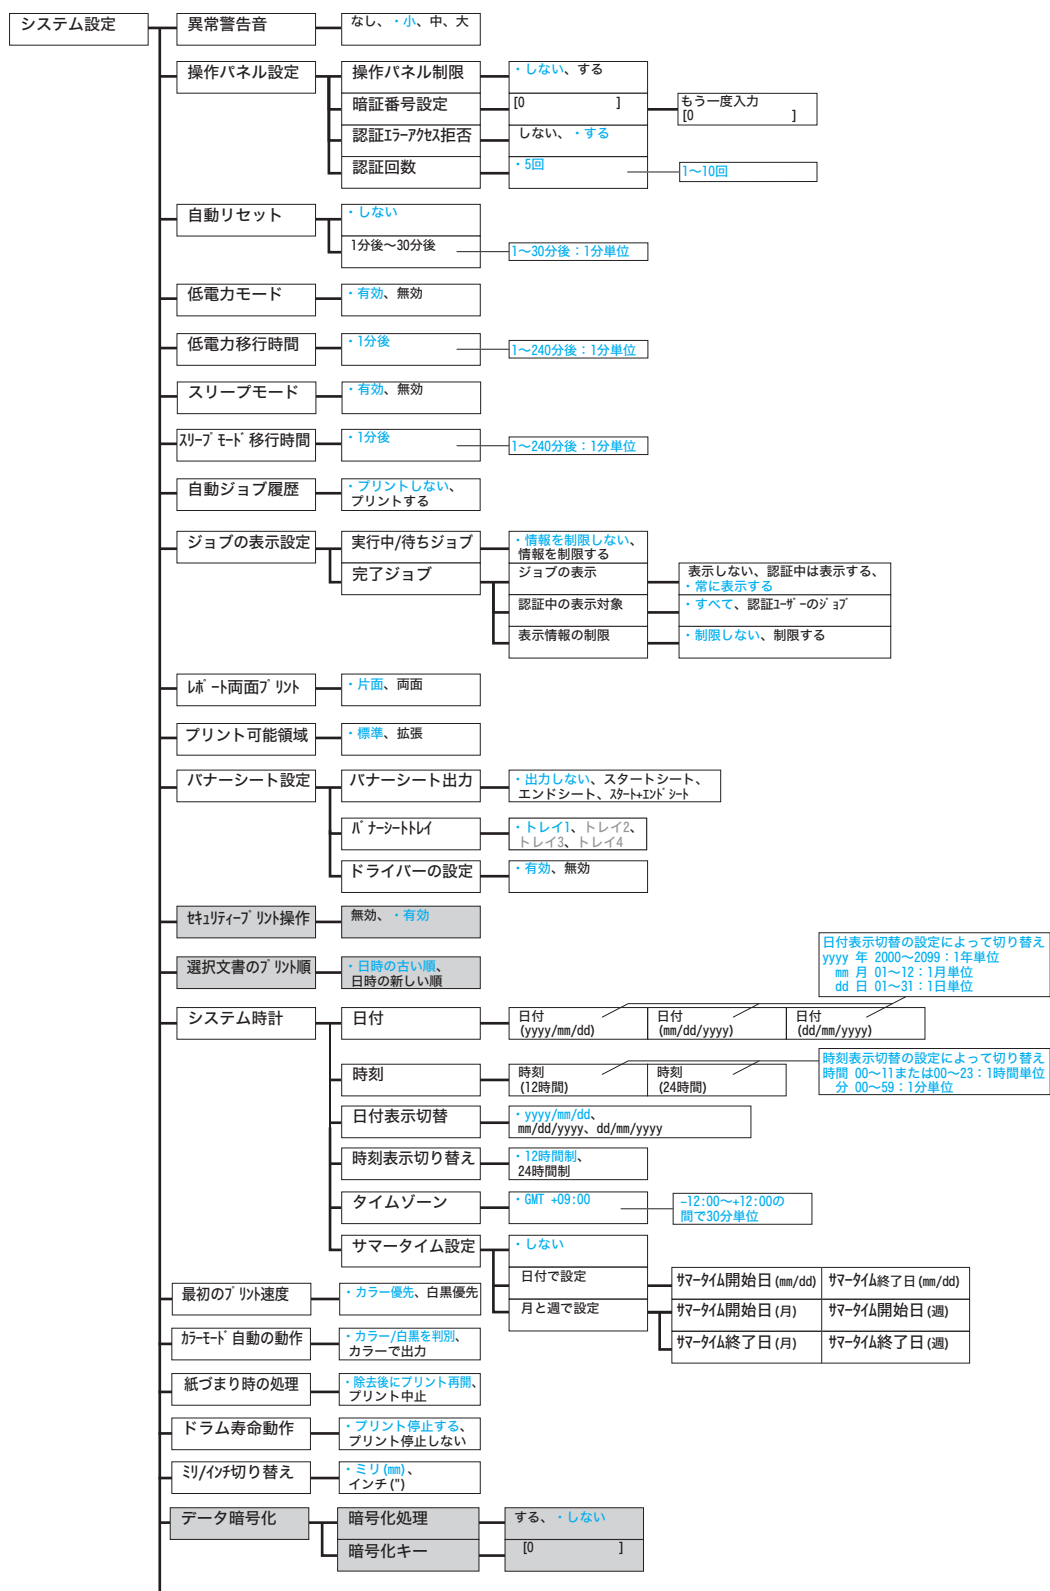 システム設定
異常警告音
なし、・小、中、大
操作パネル設定
操作パネル制限
・しない、する
暗証番号設定
[0 ]
もう一度入力
[0 ]
認証ｴﾗｰｱｸｾｽ拒否
しない、・する
認証回数
・5回
1～10回
自動リセット
・しない
1分後～30分後
1～30分後：1分単位
低電力モード
・有効、無効
低電力移行時間
・1分後
1～240分後：1分単位
スリープモード
・有効、無効
ｽﾘｰﾌﾟﾓｰﾄﾞ移行時間
・1分後
1～240分後：1分単位
自動ジョブ履歴
・プリントしない、
プリントする
ジョブの表示設定
実行中/待ちジョブ
・情報を制限しない、
情報を制限する
完了ジョブ
ジョブの表示
表示しない、認証中は表示する、
・常に表示する
認証中の表示対象
・すべて、認証ﾕｰｻﾞｰのｼﾞｮﾌﾞ
表示情報の制限
・制限しない、制限する
ﾚﾎﾟｰﾄ両面ﾌﾟﾘﾝﾄ
・片面、両面
プリント可能領域
・標準、拡張
バナーシート設定
バナーシート出力
・出力しない、スタートシート、
エンドシート、ｽﾀｰﾄ+ｴﾝﾄﾞｼｰﾄ
ﾊﾞﾅｰｼｰﾄﾄﾚｲ
・トレイ1、トレイ2、
トレイ3、トレイ4
ドライバーの設定
・有効、無効
ｾｷｭﾘﾃｨｰﾌﾟﾘﾝﾄ操作
無効、・有効
選択文書のﾌﾟﾘﾝﾄ順
・日時の古い順、
日時の新しい順
日付表示切替の設定によって切り替え
yyyy 年 2000～2099：1年単位
mm 月 01～12：1月単位
dd 日 01～31：1日単位
システム時計
日付
日付
(yyyy/mm/dd)
日付
(mm/dd/yyyy)
日付
(dd/mm/yyyy)
時刻
時刻
(12時間)
時刻
(24時間)
時刻表示切替の設定によって切り替え
時間 00～11または00～23：1時間単位
分 00～59：1分単位
日付表示切替
・yyyy/mm/dd、
mm/dd/yyyy、dd/mm/yyyy
時刻表示切り替え
・12時間制、
24時間制
タイムゾーン
・GMT +09:00
-12:00～+12:00の
間で30分単位
サマータイム設定
・しない
日付で設定
ｻﾏｰﾀｲﾑ開始日(mm/dd)
ｻﾏｰﾀｲﾑ終了日(mm/dd)
月と週で設定
ｻﾏｰﾀｲﾑ開始日(月)
ｻﾏｰﾀｲﾑ開始日(週)
ｻﾏｰﾀｲﾑ終了日(月)
ｻﾏｰﾀｲﾑ終了日(週)
最初のﾌﾟﾘﾝﾄ速度
・カラー優先、白黒優先
ｶﾗｰﾓｰﾄﾞ自動の動作
・カラー/白黒を判別、
カラーで出力
紙づまり時の処理
・除去後にプリント再開、
プリント中止
ドラム寿命動作
・プリント停止する、
プリント停止しない
ﾐﾘ/ｲﾝﾁ切り替え
・ミリ(mm)、
インチ(")
データ暗号化
暗号化処理
する、・しない
暗号化キー
[0 ]